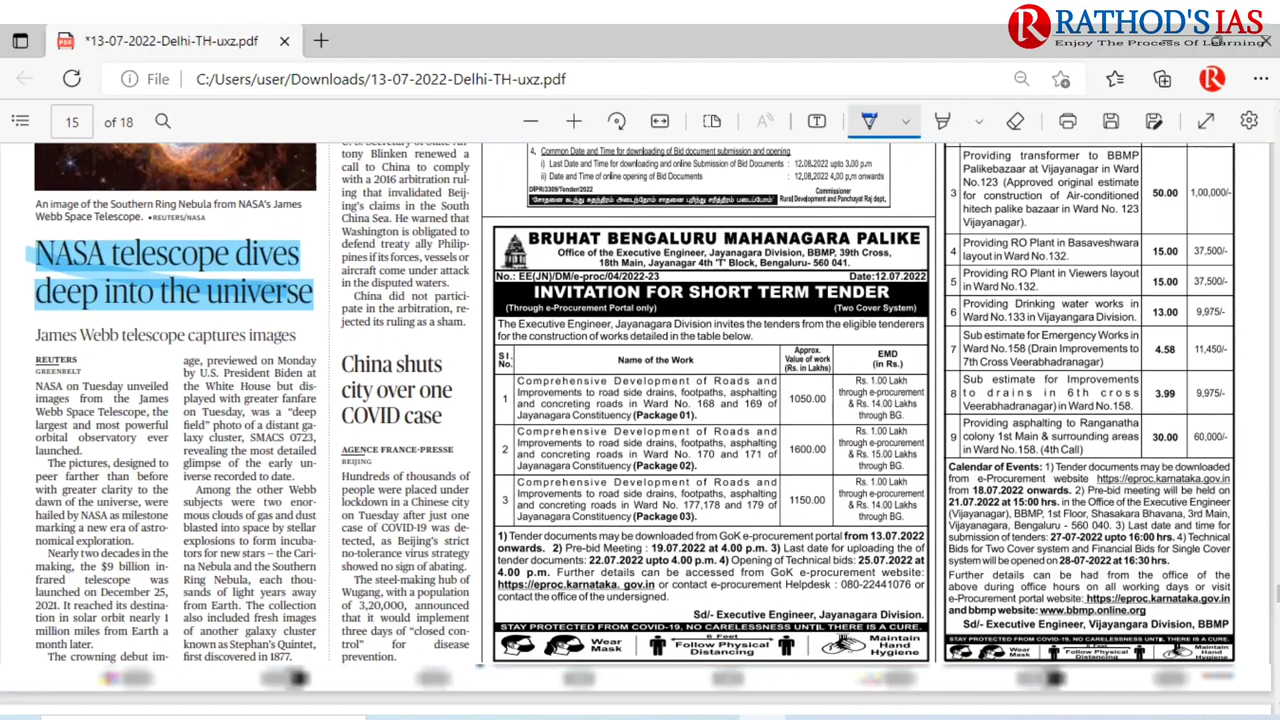 RATHOD'S IAS
Enjoy The Process Of Learning
R
*13-07-2022-Delhi-TH-uxz.pdf
File
C:/Users/user/Downloads/13-07-2022-Delhi-TH-uxz.pdf
15 of 18
An image of the Southern Ring Nebula from NASA's James
Webb Space Telescope. •REUTERS/NASA
NASA telescope dives
deep into the universe
James Webb telescope captures images
REUTERS
GREENBELT
NASA on Tuesday unveiled
images from the James
Webb Space Telescope, the
largest and most powerful
orbital observatory ever
launched.
The pictures, designed to
peer farther than before
with greater clarity to the
dawn of the universe, were
hailed by NASA as milestone
marking a new era of astro-
nomical exploration.
Nearly two decades in the
making, the $9 billion in-
frared telescope was
launched on December 25,
2021. It reached its destina-
tion in solar orbit nearly 1
million miles from Earth a
month later.
The crowning debut im-
age, previewed on Monday
by U.S. President Biden at
the White House but dis-
played with greater fanfare
on Tuesday, was a “deep
field” photo of a distant ga-
laxy cluster, SMACS 0723,
revealing the most detailed
glimpse of the early un-
iverse recorded to date.
Among the other Webb
subjects were two enor-
mous clouds of gas and dust
blasted into space by stellar
explosions to form incuba-
tors for new stars – the Cari-
na Nebula and the Southern
Ring Nebula, each thou-
sands of light years away
from Earth. The collection
also included fresh images
of another galaxy cluster
known as Stephan's Quintet,
first discovered in 1877.
tony Blinken renewed a
call to China to comply
with a 2016 arbitration ru-
ling that invalidated Beij-
ing's claims in the South
China Sea. He warned that
Washington is obligated to
defend treaty ally Philip-
pines if its forces, vessels or
aircraft come under attack
in the disputed waters.
China did not partici-
pate in the arbitration, re-
jected its ruling as a sham.
China shuts
city over one
COVID case
AGENCE FRANCE-PRESSE
BEIJING
Hundreds of thousands of
people were placed under
lockdown in a Chinese city
on Tuesday after just one
case of COVID-19 was de-
tected, as Beijing's strict
no-tolerance virus strategy
showed no sign of abating.
The steel-making hub of
Wugang, with a population
of 3,20,000, announced
that it would implement
three days of “closed con-
trol” for disease
prevention.
4. Common Date and Time for downloading of Bid document submission and opening
i) Last Date and Time for downloading and online Submission of Bid Documents : 12.08.2022 upto 3.00 p.m
ii) Date and Time of online opening of Bid Documents : 12.08.2022 4.00 p.m onwards
DIPR/3309/Tender/2022
Commissioner
Rural Development and Panchayat Raj dept.
BRUHAT BENGALURU MAHANAGARA PALIKE
Office of the Executive Engineer, Jayanagara Division, BBMP, 39th Cross,
18th Main, Jayanagar 4th 'T' Block, Bengaluru- 560 041.
No.: EE(JN)/DM/e-proc/04/2022-23 Date:12.07.2022
INVITATION FOR SHORT TERM TENDER
(Through e-Procurement Portal only) (Two Cover System)
The Executive Engineer, Jayanagara Division invites the tenders from the eligible tenderers
for the construction of works detailed in the table below.
Sl. No. Name of the Work Approx. Value of work (Rs. in Lakhs) EMD (in Rs.)
1 Comprehensive Development of Roads and Rs. 1.00 Lakh
Improvements to road side drains, footpaths, asphalting 1050.00 through e-procurement
and concreting roads in Ward No. 168 and 169 of & Rs. 14.00 Lakhs
Jayanagara Constituency (Package 01). through BG.
2 Comprehensive Development of Roads and Rs. 1.00 Lakh
Improvements to road side drains, footpaths, asphalting 1600.00 through e-procurement
and concreting roads in Ward No. 170 and 171 of & Rs. 15.00 Lakhs
Jayanagara Constituency (Package 02). through BG.
3 Comprehensive Development of Roads and Rs. 1.00 Lakh
Improvements to road side drains, footpaths, asphalting 1150.00 through e-procurement
and concreting roads in Ward No. 177,178 and 179 of & Rs. 14.00 Lakhs
Jayanagara Constituency (Package 03). through BG.
1) Tender documents may be downloaded from GoK e-procurement portal from 13.07.2022
onwards. 2) Pre-bid Meeting : 19.07.2022 at 4.00 p.m. 3) Last date for uploading the of
tender documents: 22.07.2022 upto 4.00 p.m. 4) Opening of Technical bids: 25.07.2022 at
4.00 p.m. Further details can be accessed from GoK e-procurement website:
https://eproc.karnataka. gov.in or contact e-procurement Helpdesk : 080-22441076 or
contact the office of the undersigned.
Sd/- Executive Engineer, Jayanagara Division.
STAY PROTECTED FROM COVID-19, NO CARELESSNESS UNTIL THERE IS A CURE.
Wear Mask
6 Feet
Follow Physical Distancing
Maintain Hand Hygiene
3 Providing transformer to BBMP
Palikebazaar at Vijayanagar in Ward
No.123 (Approved original estimate 50.00 1,00,000/-
for construction of Air-conditioned
hitech palike bazaar in Ward No. 123
Vijayanagar).
4 Providing RO Plant in Basaveshwara 15.00 37,500/-
layout in Ward No.132.
5 Providing RO Plant in Viewers layout 15.00 37,500/-
in Ward No.132.
6 Providing Drinking water works in 13.00 9,975/-
Ward No.133 in Vijayangar Division.
7 Sub estimate for Emergency Works in
Ward No.158 (Drain Improvements to 4.58 11,450/-
7th Cross Veerabhadranagar)
8 Sub estimate for Improvements
to drains in 6th cross 3.99 9,975/-
Veerabhadranagar) in Ward No.158.
9 Providing asphalting to Ranganatha
colony 1st Main & surrounding areas 30.00 60,000/-
in Ward No.158. (4th Call)
Calendar of Events: 1) Tender documents may be downloaded
from e-Procurement website https://eproc.karnataka.gov.in
from 18.07.2022 onwards. 2) Pre-bid meeting will be held on
21.07.2022 at 15:00 hrs. in the Office of the Executive Engineer
(Vijayanagar), BBMP, 1st Floor, Shasakara Bhavana, 3rd Main,
Vijayanagara, Bengaluru - 560 040. 3) Last date and time for
submission of tenders: 27-07-2022 upto 16:00 hrs. 4) Technical
Bids for Two Cover system and Financial Bids for Single Cover
system will be opened on 28-07-2022 at 16:30 hrs.
Further details can be had from the office of the
above during office hours on all working days or visit
e-Procurement portal website: https://eproc.karnataka.gov.in
and bbmp website: www.bbmp.online.org
Sd/- Executive Engineer, Vijayanagara Division, BBMP
STAY PROTECTED FROM COVID-19, NO CARELESSNESS UNTIL THERE IS A CURE.
Wear Mask
6 Feet
Follow Physical Distancing
Maintain Hand Hygiene